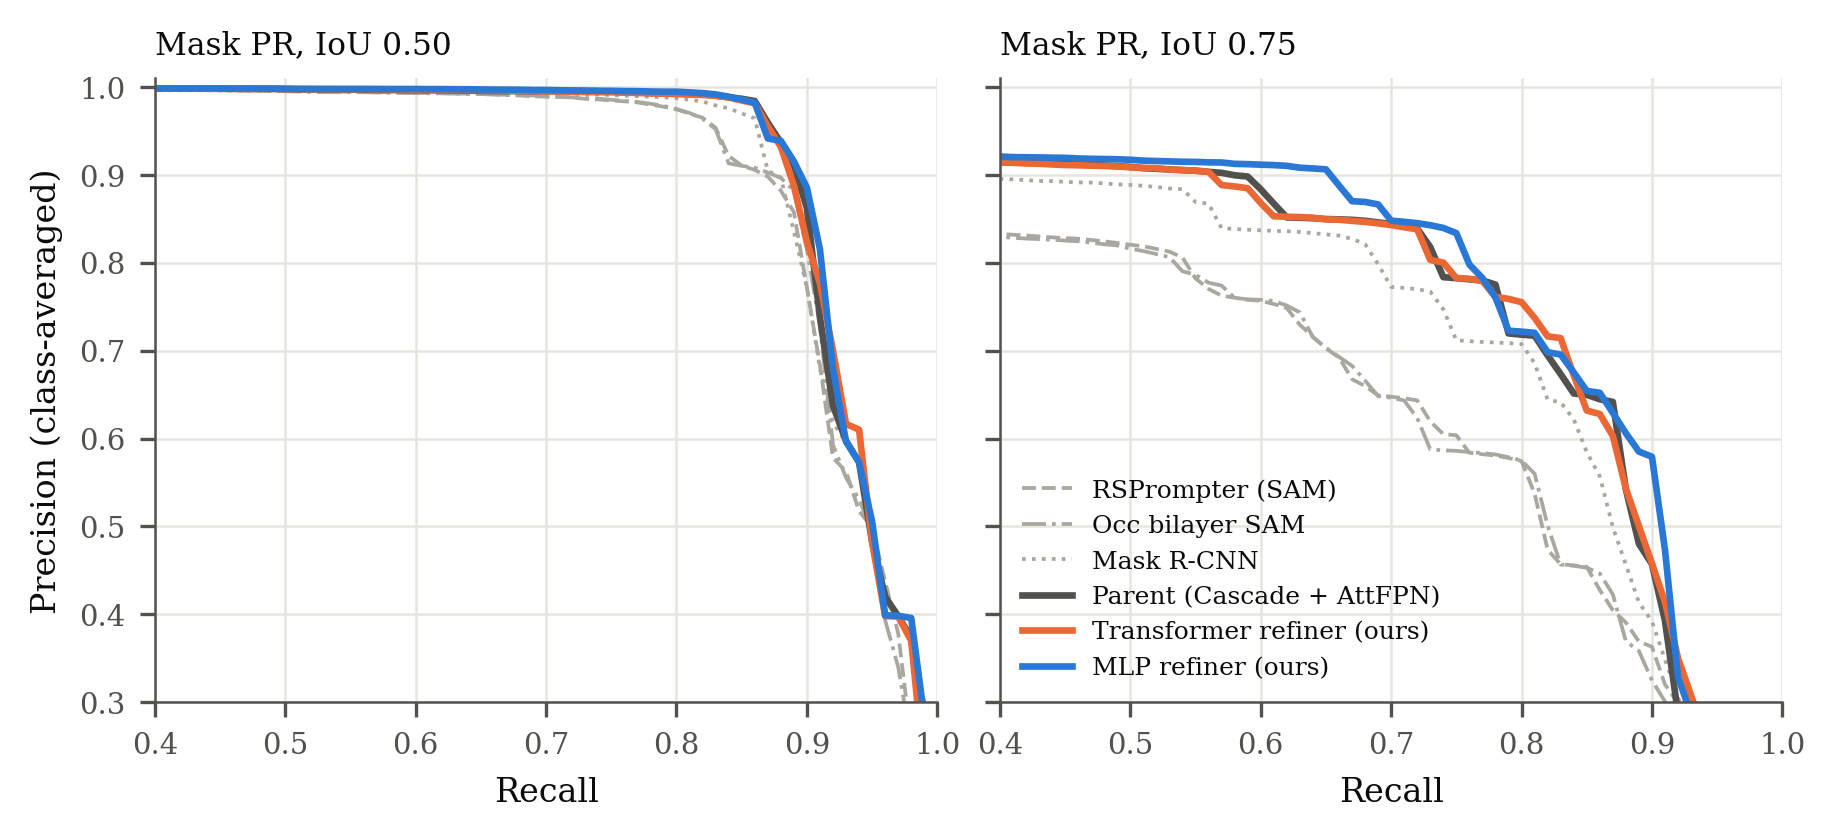 Mask PR, IoU 0.50
Mask PR, IoU 0.75
Precision (class-averaged)
1.0
0.9
0.8
0.7
0.6
0.5
0.4
0.3
0.4 0.5 0.6 0.7 0.8 0.9 1.0
0.4 0.5 0.6 0.7 0.8 0.9 1.0
Recall
Recall
RSPrompter (SAM)
Occ bilayer SAM
Mask R-CNN
Parent (Cascade + AttFPN)
Transformer refiner (ours)
MLP refiner (ours)